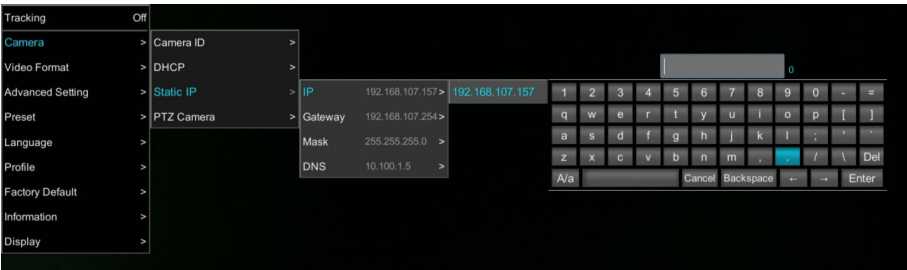 Tracking Off
Camera >
Video Format >
Advanced Setting >
Preset >
Language >
Profile >
Factory Default >
Information >
Display >
Camera ID >
DHCP >
Static IP >
PTZ Camera >
IP 192.168.107.157 >
Gateway 192.168.107.254 >
Mask 255.255.255.0 >
DNS 10.100.1.5 >
192.168.107.157
0
1 2 3 4 5 6 7 8 9 0 - =
q w e r t y u i o p [ ]
a s d f g h j k l ; ' `
z x c v b n m , . / \ Del
A/a Cancel Backspace ← → Enter